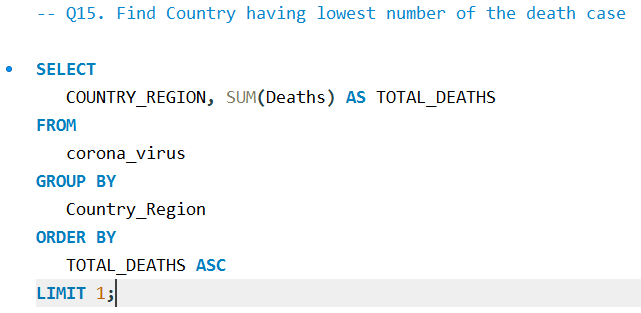 -- Q15. Find Country having lowest number of the death case
SELECT
COUNTRY_REGION, SUM(Deaths) AS TOTAL_DEATHS
FROM
corona_virus
GROUP BY
Country_Region
ORDER BY
TOTAL_DEATHS ASC
LIMIT 1;